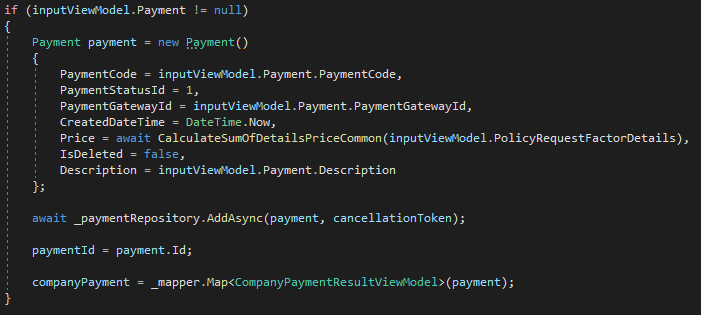 if (inputViewModel.Payment != null)
{
Payment payment = new Payment()
{
PaymentCode = inputViewModel.Payment.PaymentCode,
PaymentStatusId = 1,
PaymentGatewayId = inputViewModel.Payment.PaymentGatewayId,
CreatedDateTime = DateTime.Now,
Price = await CalculateSumOfDetailsPriceCommon(inputViewModel.PolicyRequestFactorDetails),
IsDeleted = false,
Description = inputViewModel.Payment.Description
};
await _paymentRepository.AddAsync(payment, cancellationToken);
paymentId = payment.Id;
companyPayment = _mapper.Map<CompanyPaymentResultViewModel>(payment);
}